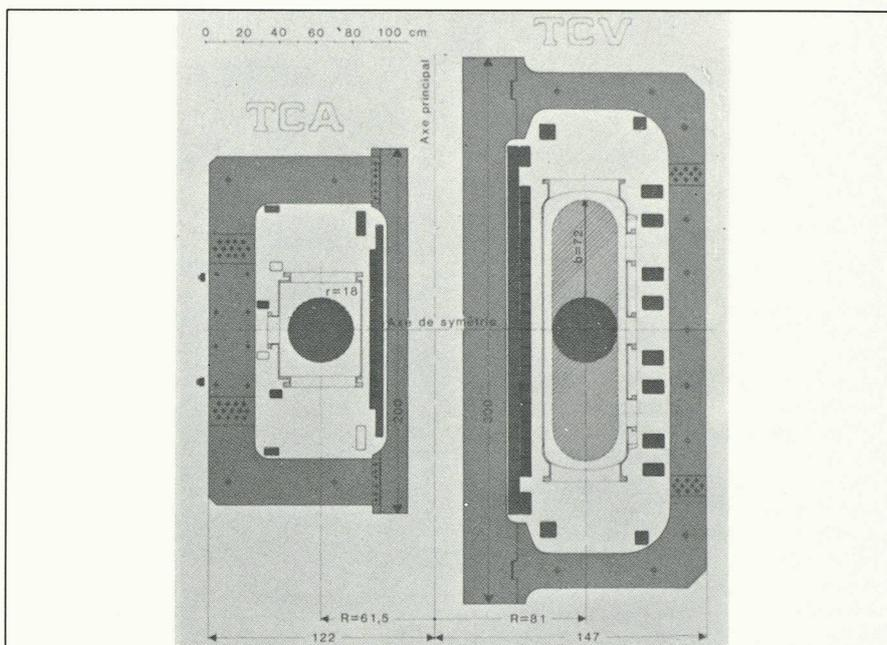 0 20 40 60 80 100 cm
TCA
TCV
Axe principal
r=18
b=72
Axe de symétrie
200
300
R=61,5
R=81
122
147